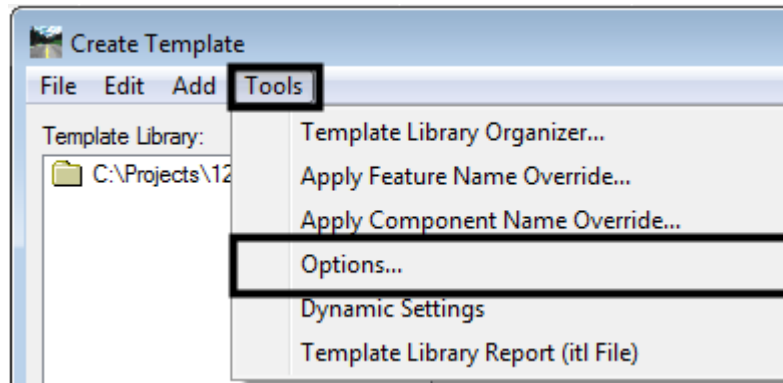 Create Template
File Edit Add Tools
Template Library:
C:\Projects\12
Template Library Organizer...
Apply Feature Name Override...
Apply Component Name Override...
Options...
Dynamic Settings
Template Library Report (itl File)